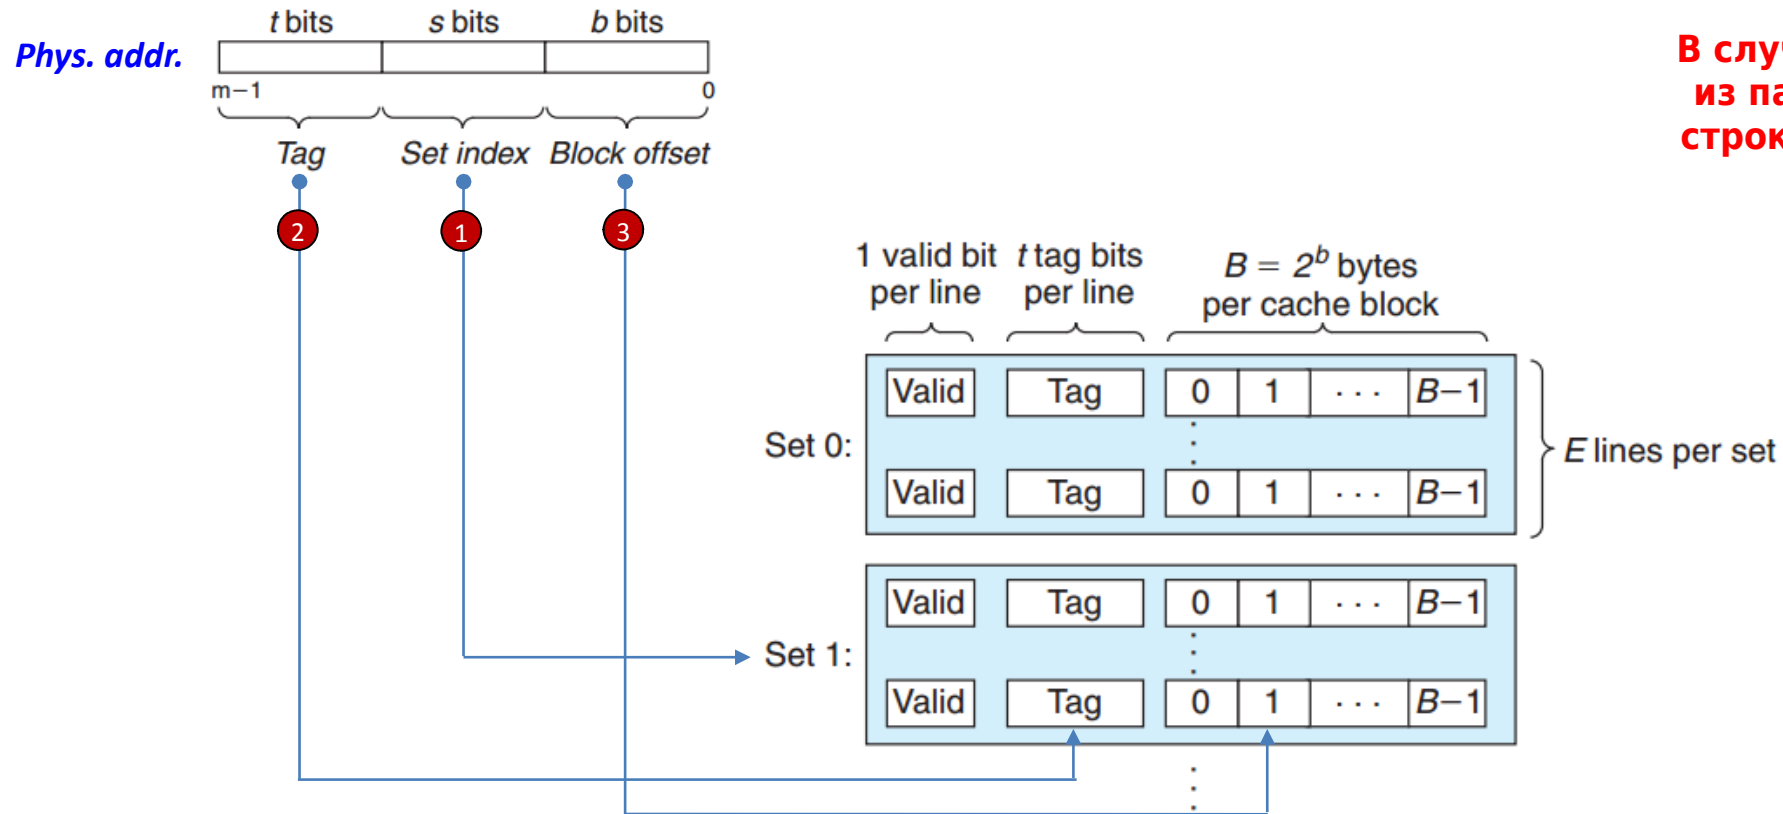 t bits s bits b bits
Phys. addr.
m−1 0
Tag Set index Block offset
2 1 3
В
из
1 valid bit t tag bits B = 2^b bytes
per line per line per cache block
Valid Tag 0 1 · · · B−1
Set 0:
E lines per set
Valid Tag 0 1 · · · B−1
Valid Tag 0 1 · · · B−1
Set 1:
Valid Tag 0 1 · · · B−1